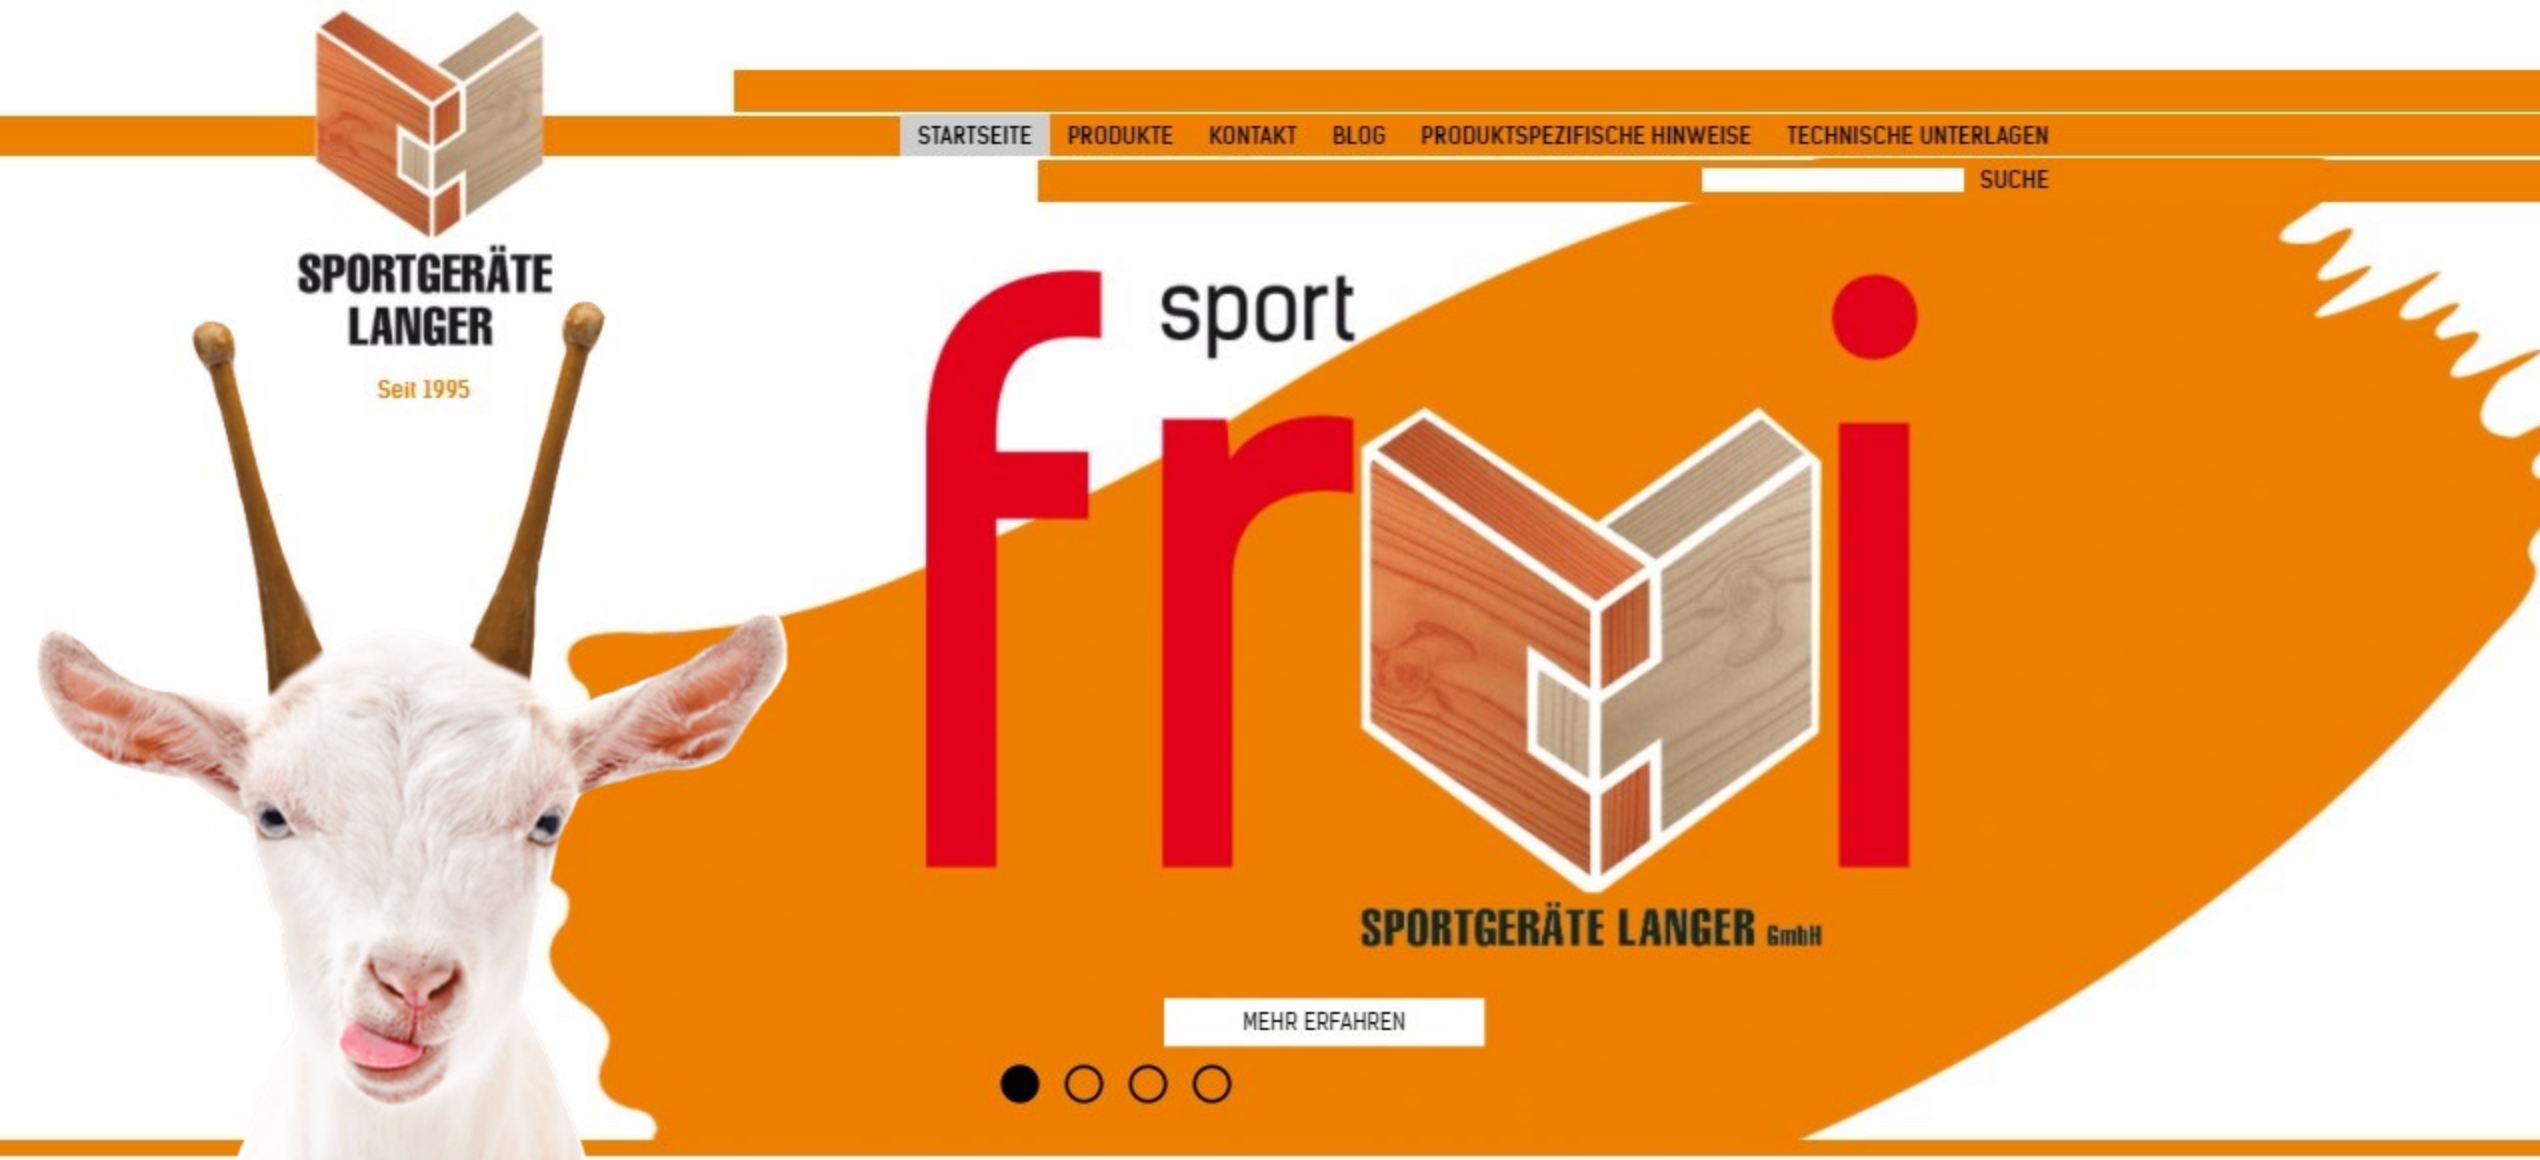 SPORTGERÄTE
LANGER
Seit 1995
STARTSEITE PRODUKTE KONTAKT BLOG PRODUKTSPEZIFISCHE HINWEISE TECHNISCHE UNTERLAGEN
SUCHE
sport
fr i
SPORTGERÄTE LANGER GmbH
MEHR ERFAHREN